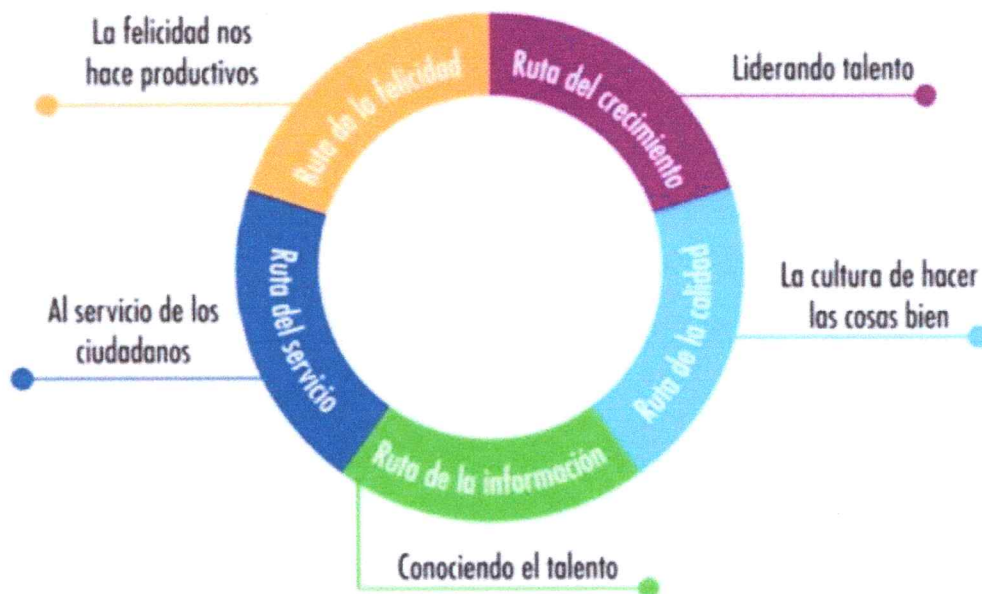 La felicidad nos
hace productivos
Ruta de la felicidad
Ruta del crecimiento
Liderando talento
La cultura de hacer
las cosas bien
Ruta de la calidad
Ruta del servicio
Al servicio de los
ciudadanos
Ruta de la información
Conociendo el talento